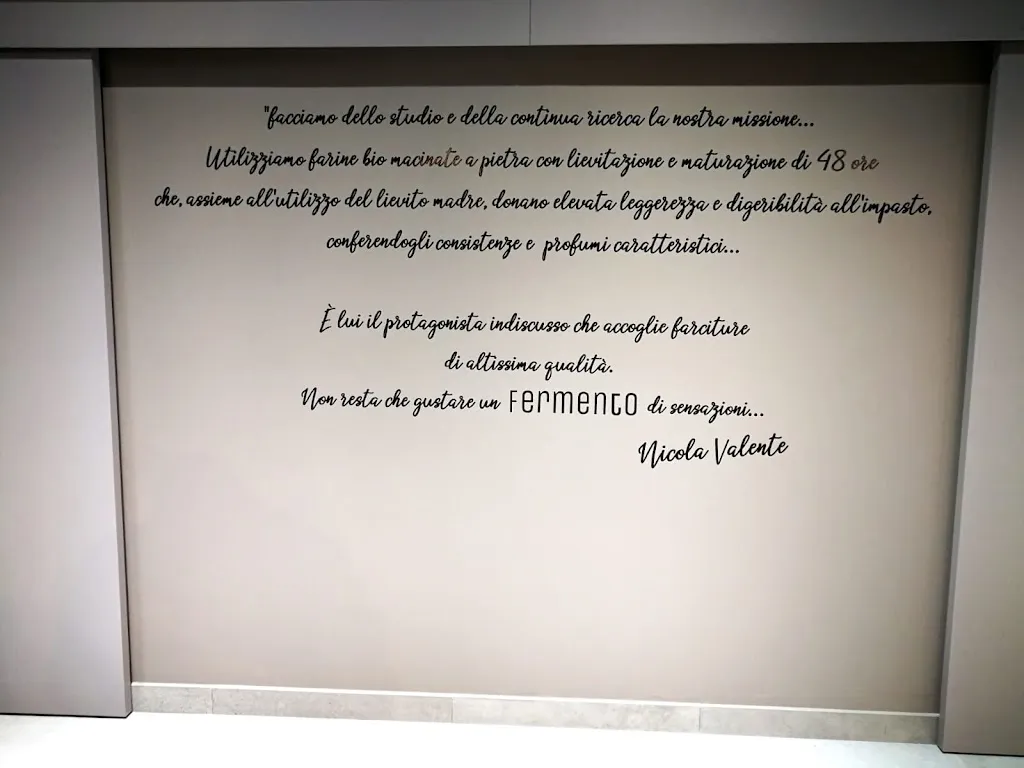 "facciamo dello studio e della continua ricerca la nostra missione...
Utilizziamo farine bio macinate a pietra con lievitazione e maturazione di 48 ore
che, assieme all'utilizzo del lievito madre, donano elevata leggerezza e digeribilità all'impasto,
conferendogli consistenze e profumi caratteristici...
È lui il protagonista indiscusso che accoglie farciture
di altissima qualità.
Non resta che gustare un Fermento di sensazioni...
Nicola Valente